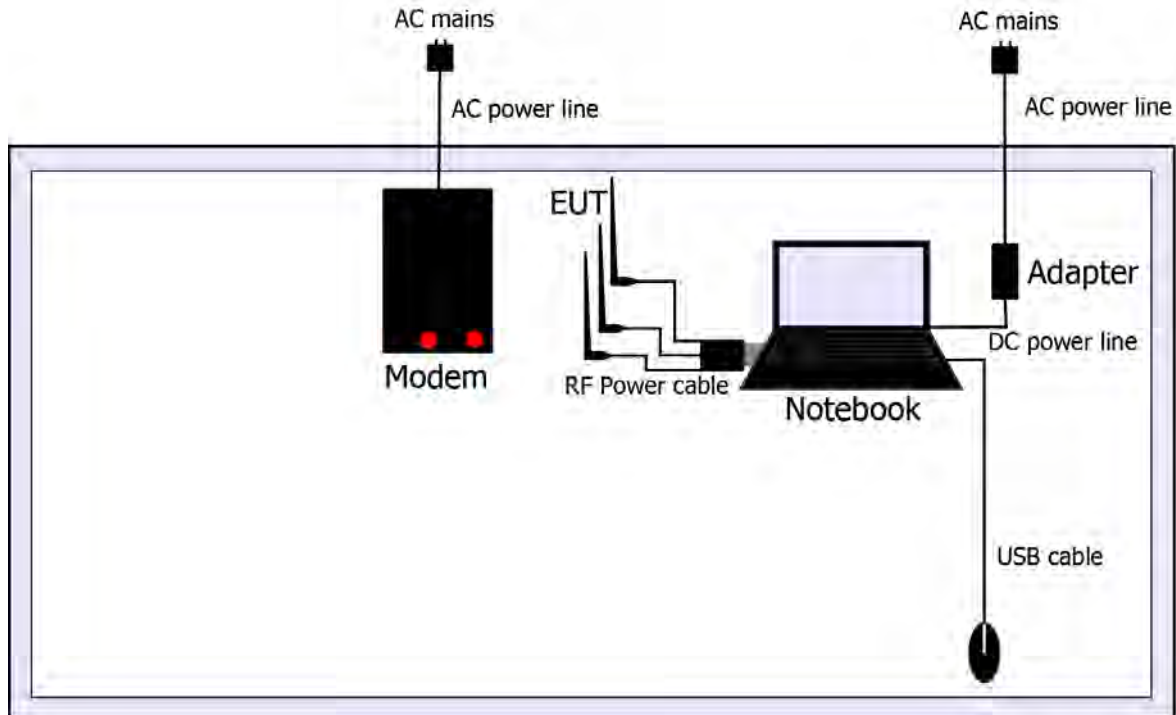 AC mains
AC mains
AC power line
AC power line
EUT
Adapter
DC power line
Modem
RF Power cable
Notebook
USB cable